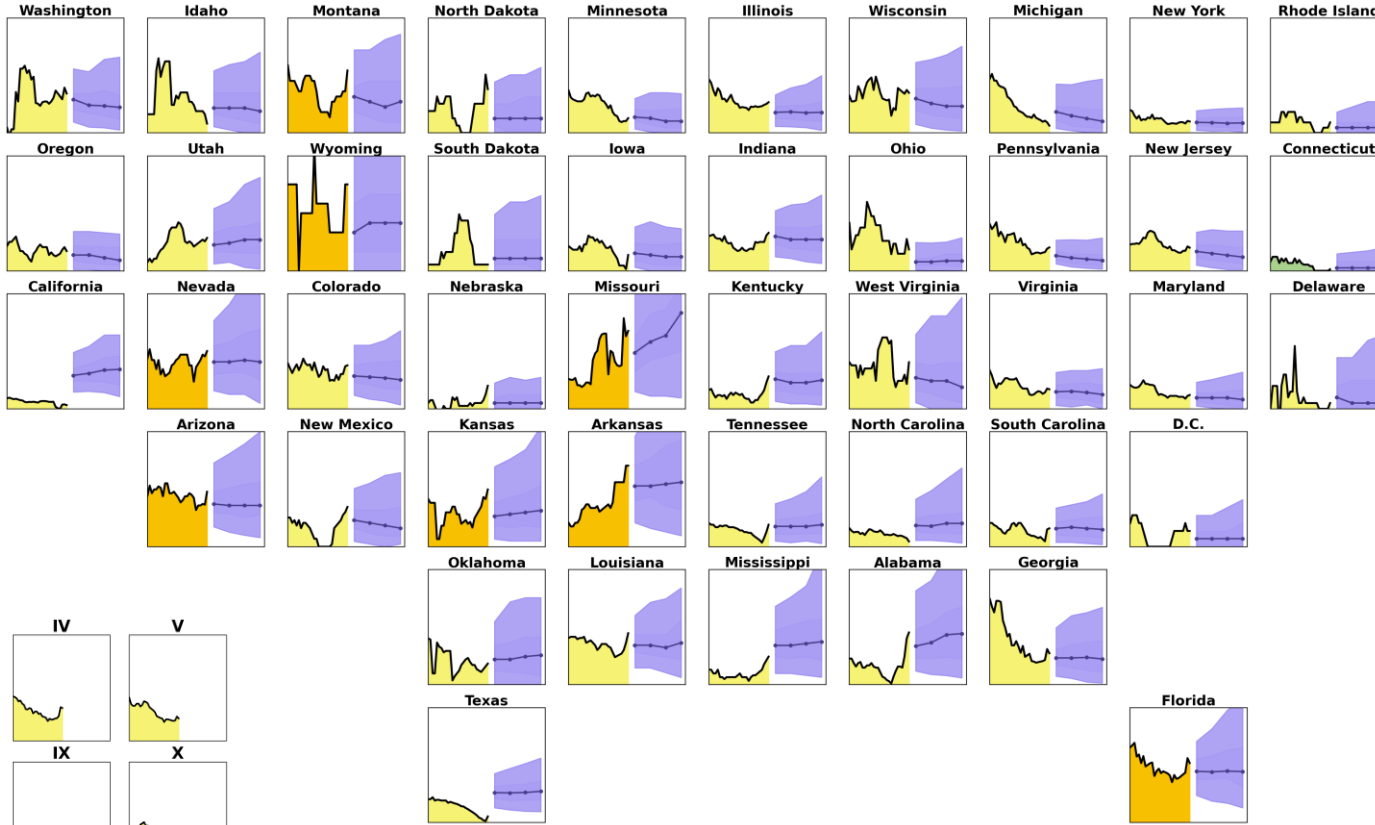 Washington Idaho Montana North Dakota Minnesota Illinois Wisconsin Michigan New York Rhode Island
Oregon Utah Wyoming South Dakota Iowa Indiana Ohio Pennsylvania New Jersey Connecticut
California Nevada Colorado Nebraska Missouri Kentucky West Virginia Virginia Maryland Delaware
Arizona New Mexico Kansas Arkansas Tennessee North Carolina South Carolina D.C.
Oklahoma Louisiana Mississippi Alabama Georgia
IV V
Texas Florida
IX X